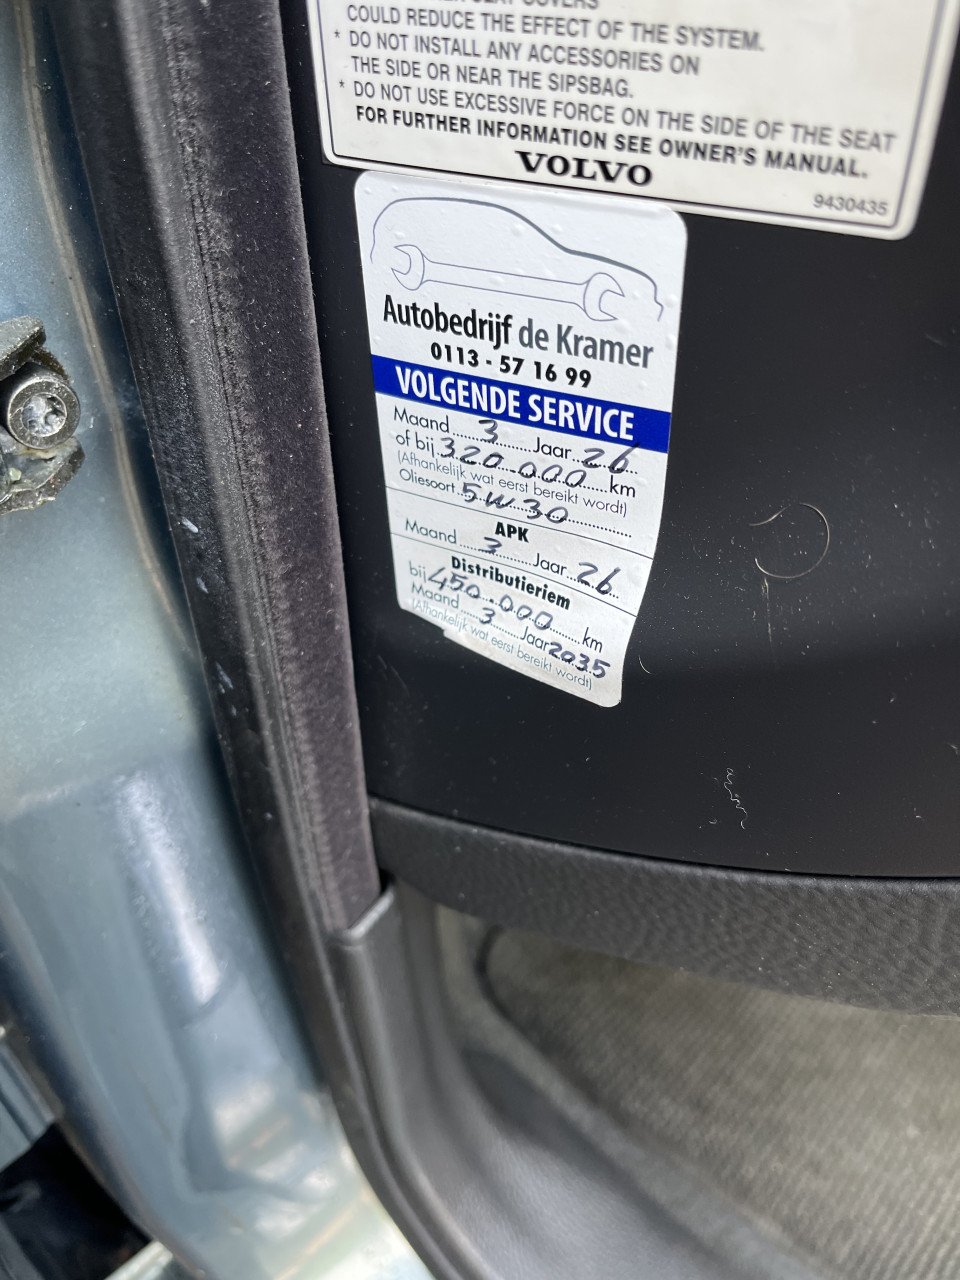 SEAT COVERS
COULD REDUCE THE EFFECT OF THE SYSTEM.
* DO NOT INSTALL ANY ACCESSORIES ON
THE SIDE OR NEAR THE SIPSBAG.
* DO NOT USE EXCESSIVE FORCE ON THE SIDE OF THE SEAT
FOR FURTHER INFORMATION SEE OWNER'S MANUAL.
VOLVO
9430435
Autobedrijf de Kramer
0113 - 57 16 99
VOLGENDE SERVICE
Maand 3 Jaar 26
of bij 320.000 km
(Afhankelijk wat eerst bereikt wordt)
Oliesoort 5W30
APK
Maand 3 Jaar 26
Distributieriem
bij 450.000 km
Maand 3 Jaar 2035
(Afhankelijk wat eerst bereikt wordt)